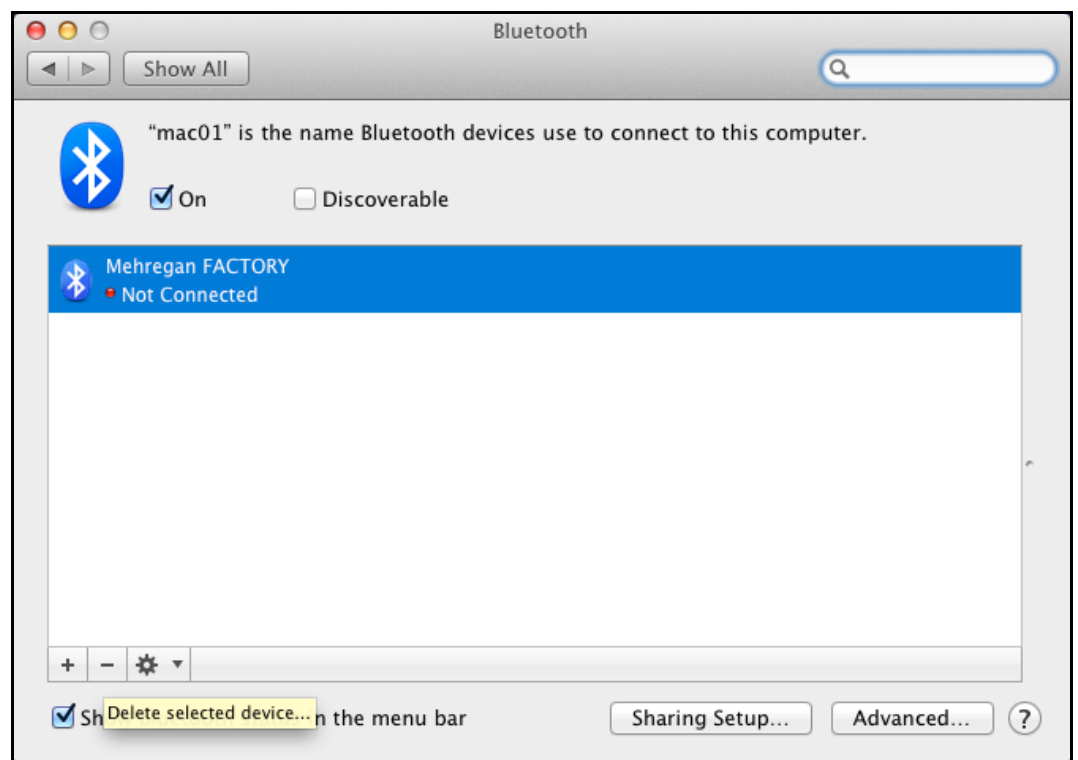 Bluetooth
Show All
“mac01” is the name Bluetooth devices use to connect to this computer.
On
Discoverable
Mehregan FACTORY
Not Connected
Sh
Delete selected device...
n the menu bar
Sharing Setup...
Advanced...
?